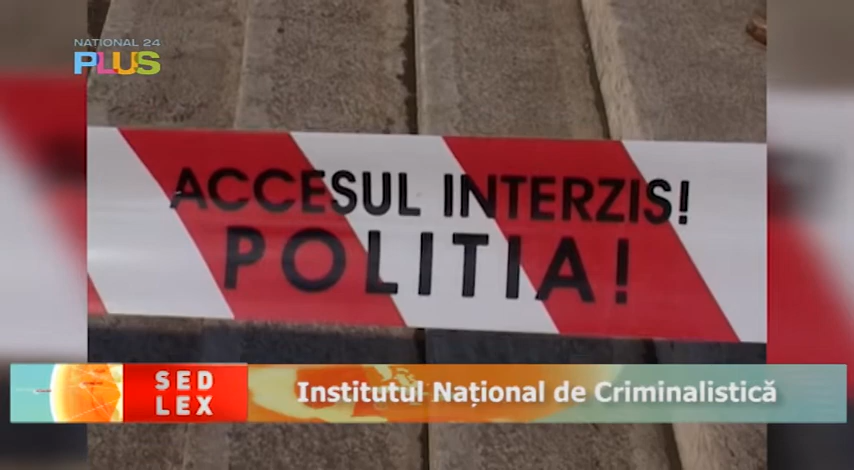 NATIONAL 24
PLUS
ACCESUL INTERZIS!
POLITIA!
SED
LEX
Institutul Național de Criminalistică